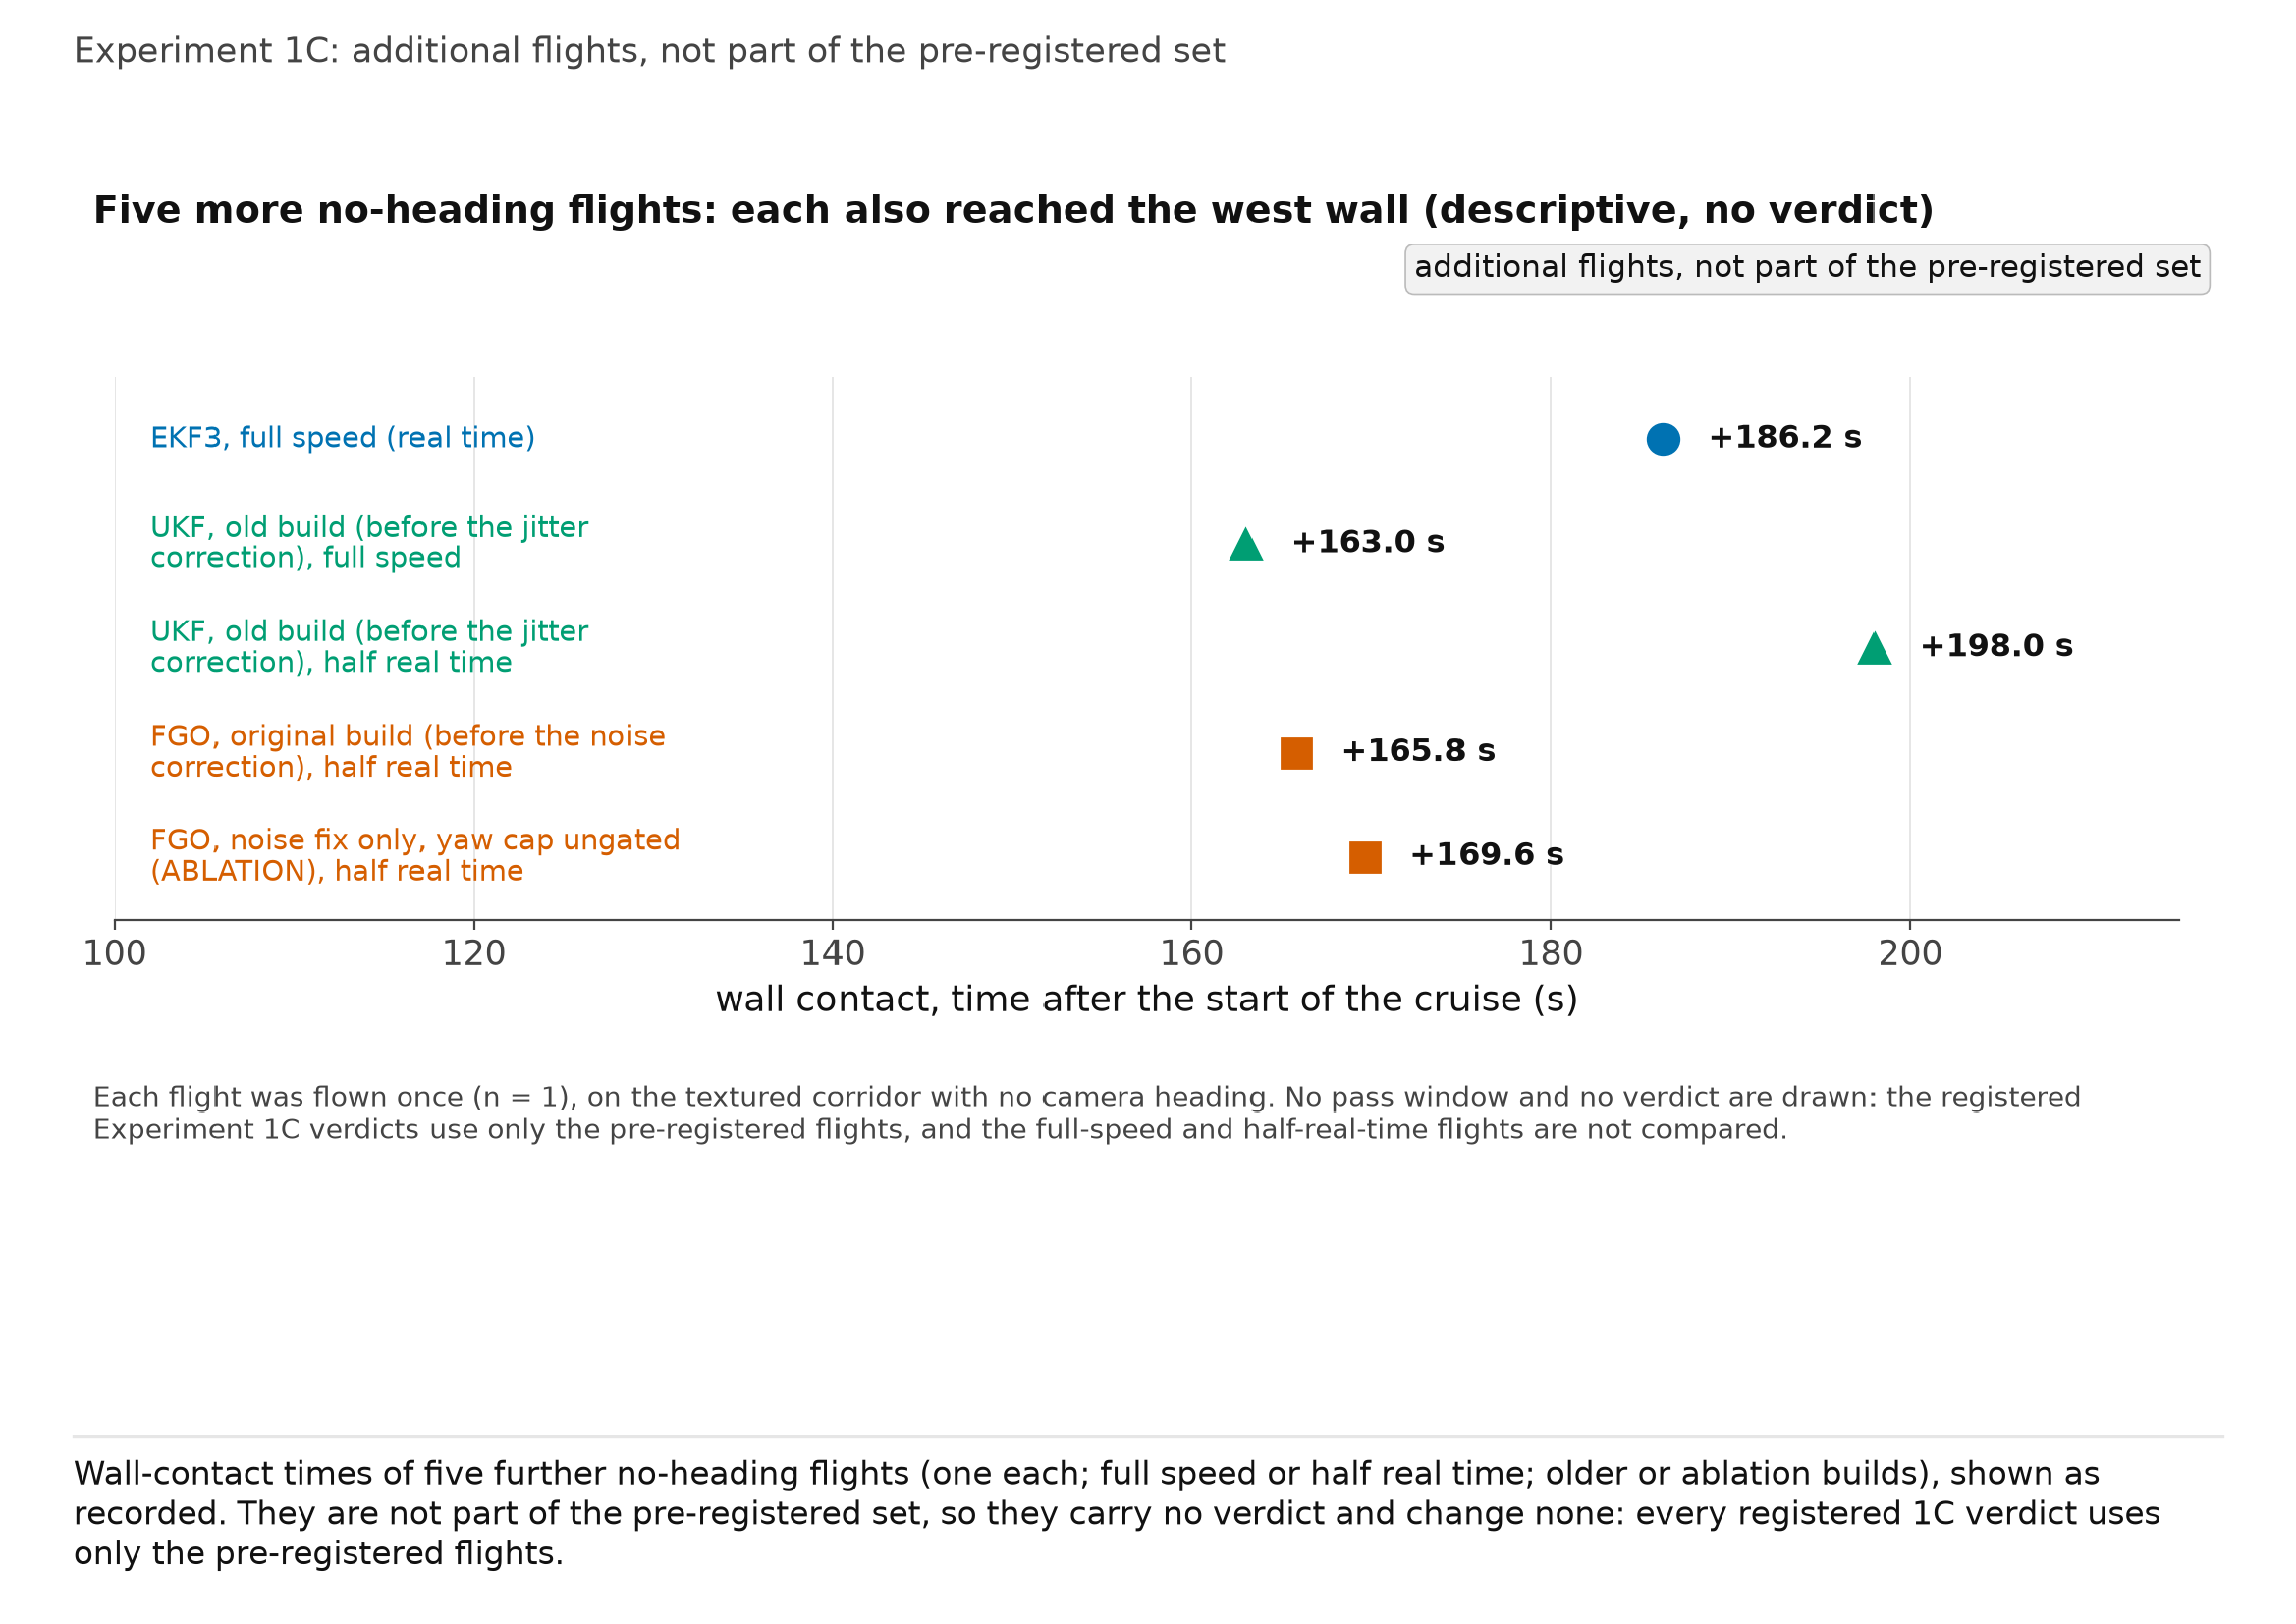 Experiment 1C: additional flights, not part of the pre-registered set
Five more no-heading flights: each also reached the west wall (descriptive, no verdict)
additional flights, not part of the pre-registered set
EKF3, full speed (real time)
+186.2 s
UKF, old build (before the jitter
correction), full speed
+163.0 s
UKF, old build (before the jitter
correction), half real time
+198.0 s
FGO, original build (before the noise
correction), half real time
+165.8 s
FGO, noise fix only, yaw cap ungated
(ABLATION), half real time
+169.6 s
100 120 140 160 180 200
wall contact, time after the start of the cruise (s)
Each flight was flown once (n = 1), on the textured corridor with no camera heading. No pass window and no verdict are drawn: the registered
Experiment 1C verdicts use only the pre-registered flights, and the full-speed and half-real-time flights are not compared.
Wall-contact times of five further no-heading flights (one each; full speed or half real time; older or ablation builds), shown as
recorded. They are not part of the pre-registered set, so they carry no verdict and change none: every registered 1C verdict uses
only the pre-registered flights.